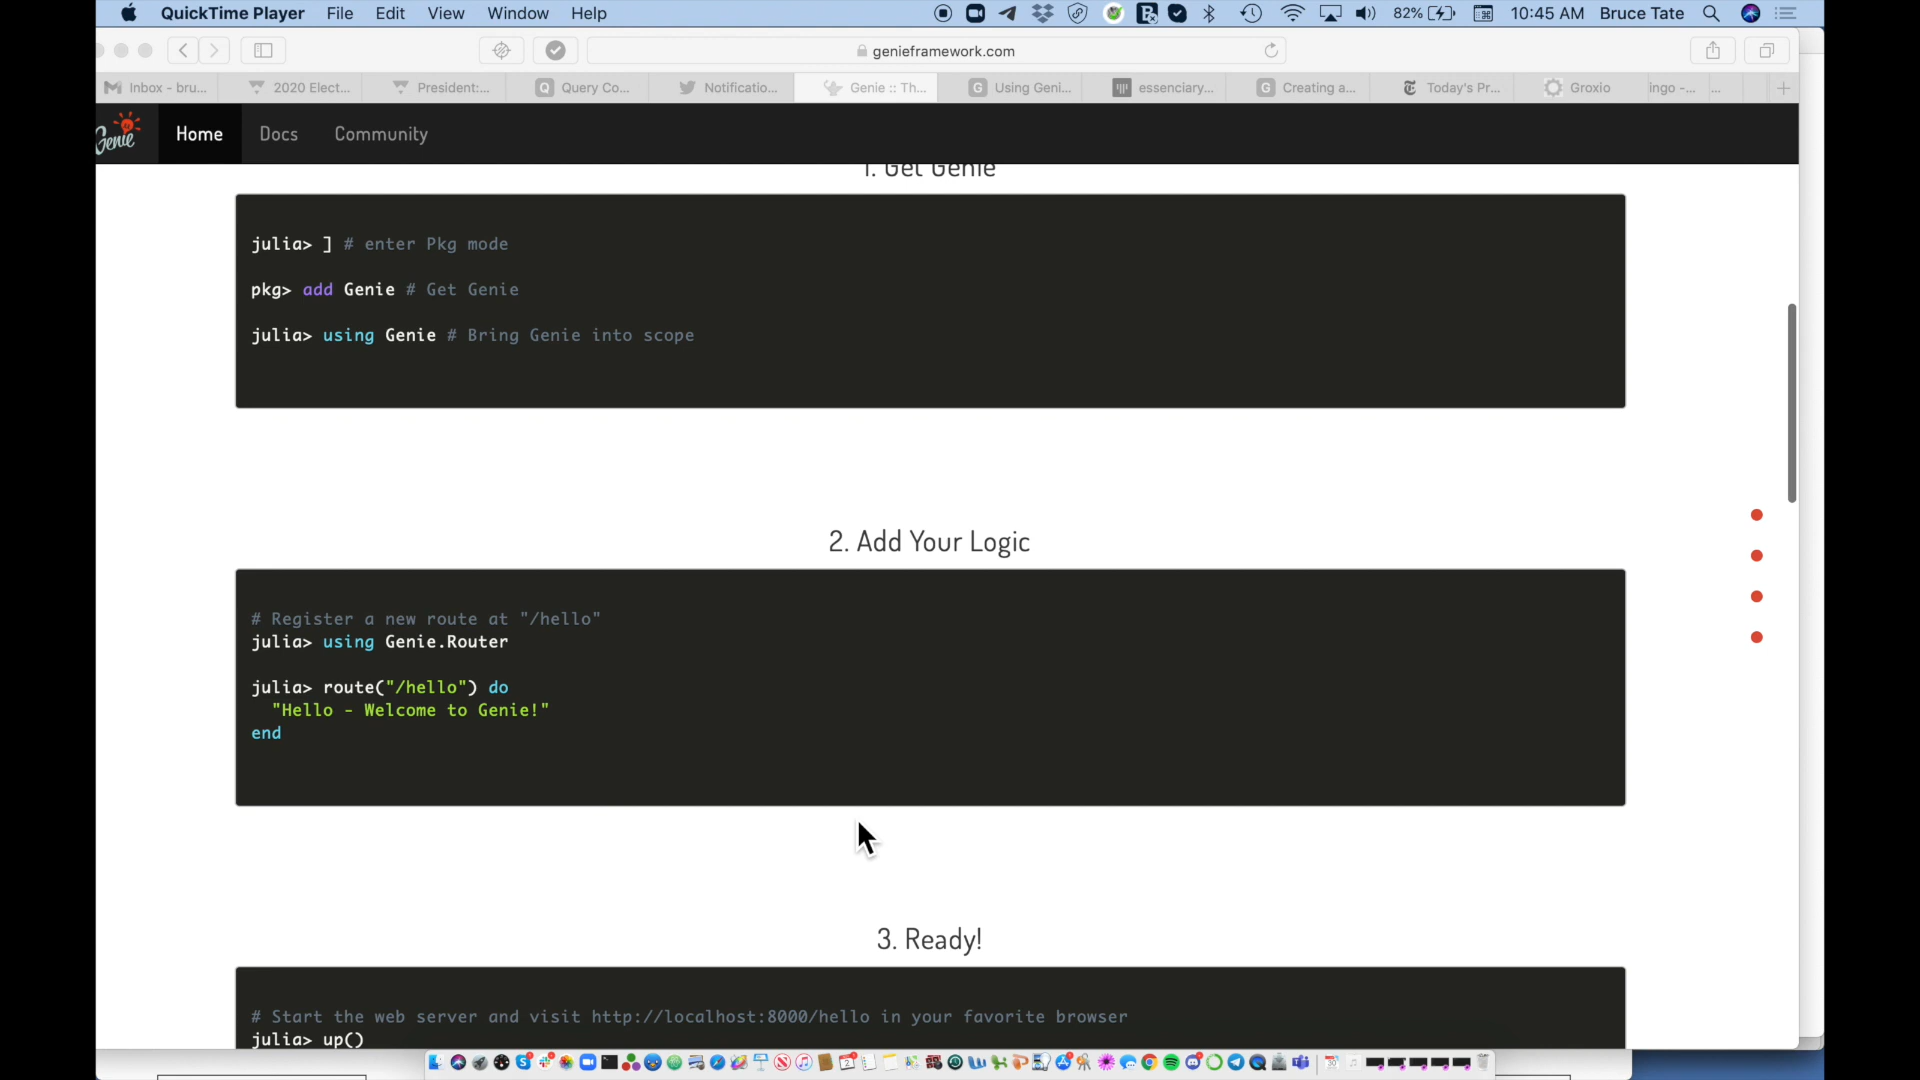 QuickTime Player File Edit View Window Help 82% 10:45 AM Bruce Tate
genieframework.com
Inbox - bru... 2020 Elect... President:... Query Co... Notificatio... Genie :: Th... Using Geni... essenciary... Creating a... Today's Pr... Groxio ingo -... ...
Genie Home Docs Community
1. Get Genie
julia> ] # enter Pkg mode
pkg> add Genie # Get Genie
julia> using Genie # Bring Genie into scope
2. Add Your Logic
# Register a new route at "/hello"
julia> using Genie.Router
julia> route("/hello") do
"Hello - Welcome to Genie!"
end
3. Ready!
# Start the web server and visit http://localhost:8000/hello in your favorite browser
julia> up()